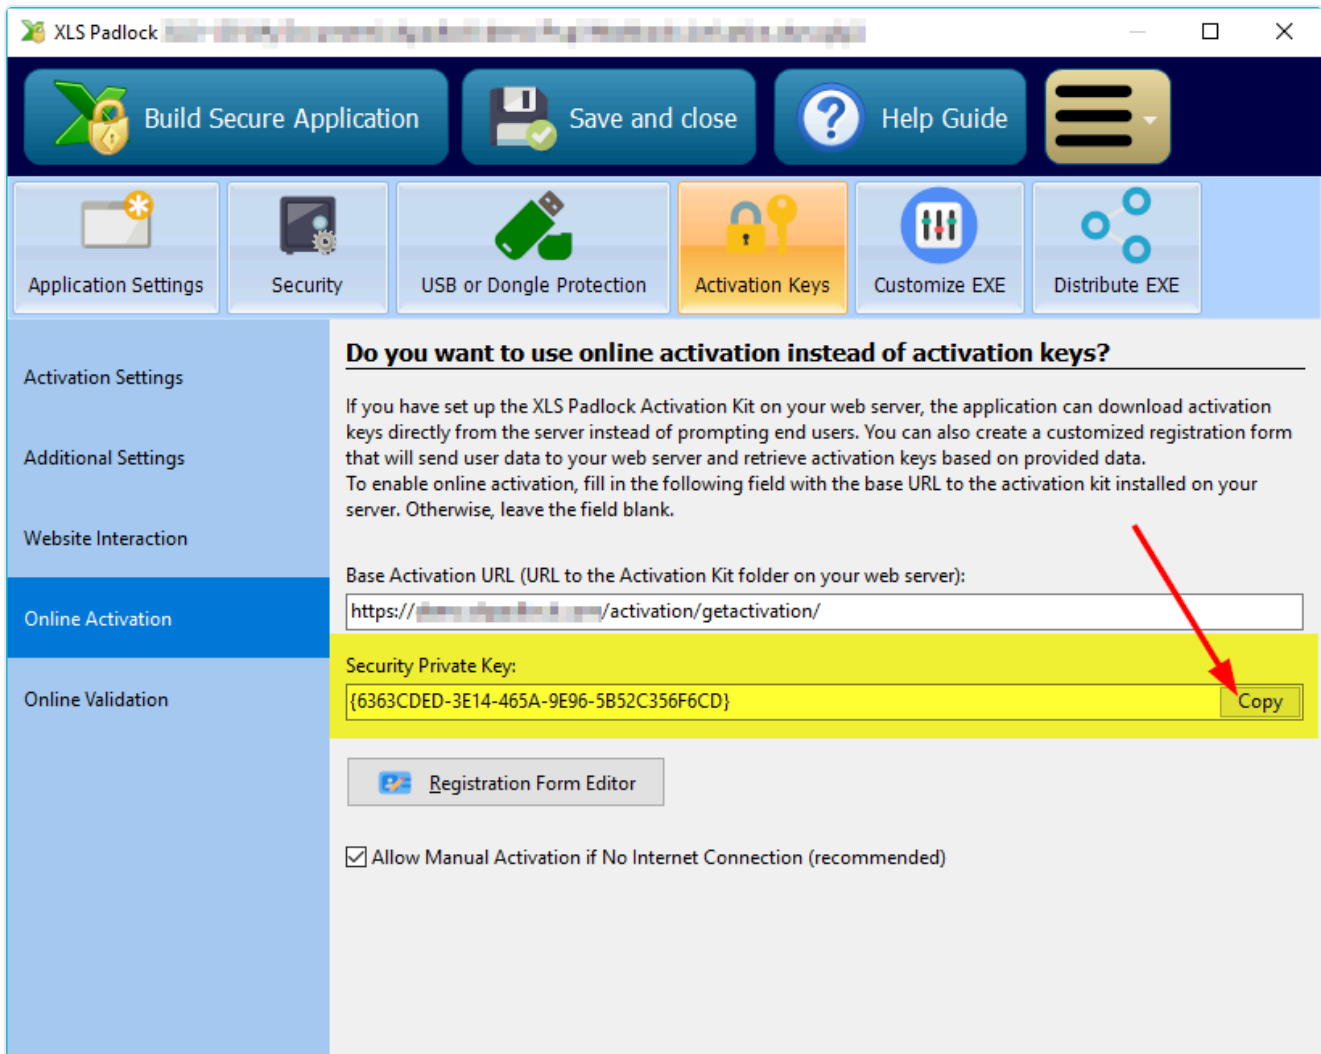 XLS Padlock
Build Secure Application
Save and close
Help Guide
Application Settings
Security
USB or Dongle Protection
Activation Keys
Customize EXE
Distribute EXE
Activation Settings
Additional Settings
Website Interaction
Online Activation
Online Validation
Do you want to use online activation instead of activation keys?
If you have set up the XLS Padlock Activation Kit on your web server, the application can download activation
keys directly from the server instead of prompting end users. You can also create a customized registration form
that will send user data to your web server and retrieve activation keys based on provided data.
To enable online activation, fill in the following field with the base URL to the activation kit installed on your
server. Otherwise, leave the field blank.
Base Activation URL (URL to the Activation Kit folder on your web server):
https:// /activation/getactivation/
Security Private Key:
{6363CDED-3E14-465A-9E96-5B52C356F6CD}
Copy
Registration Form Editor
Allow Manual Activation if No Internet Connection (recommended)